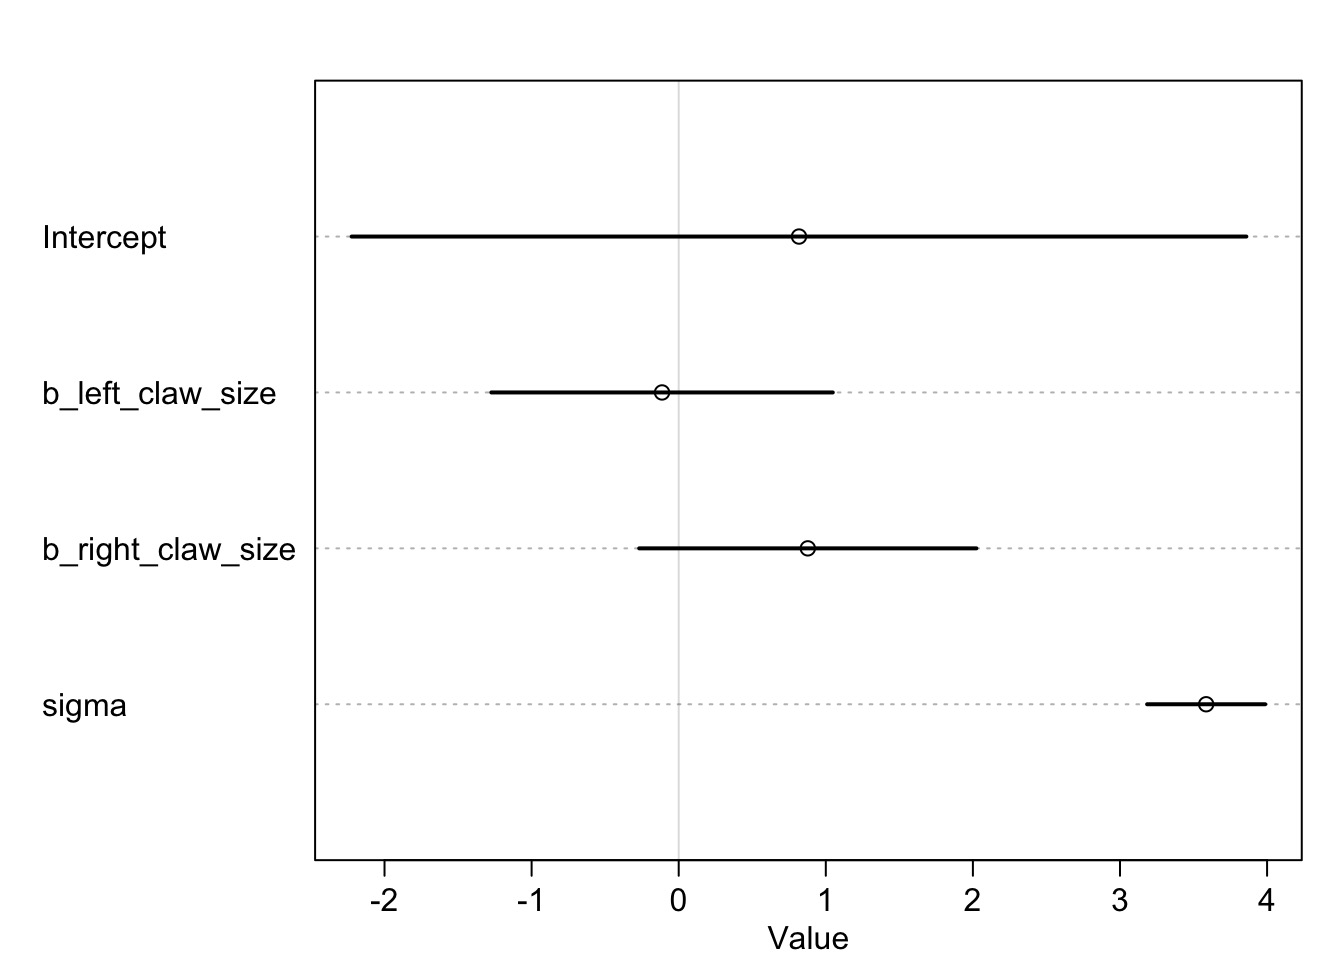 Intercept
b_left_claw_size
b_right_claw_size
sigma
-2 -1 0 1 2 3 4
Value